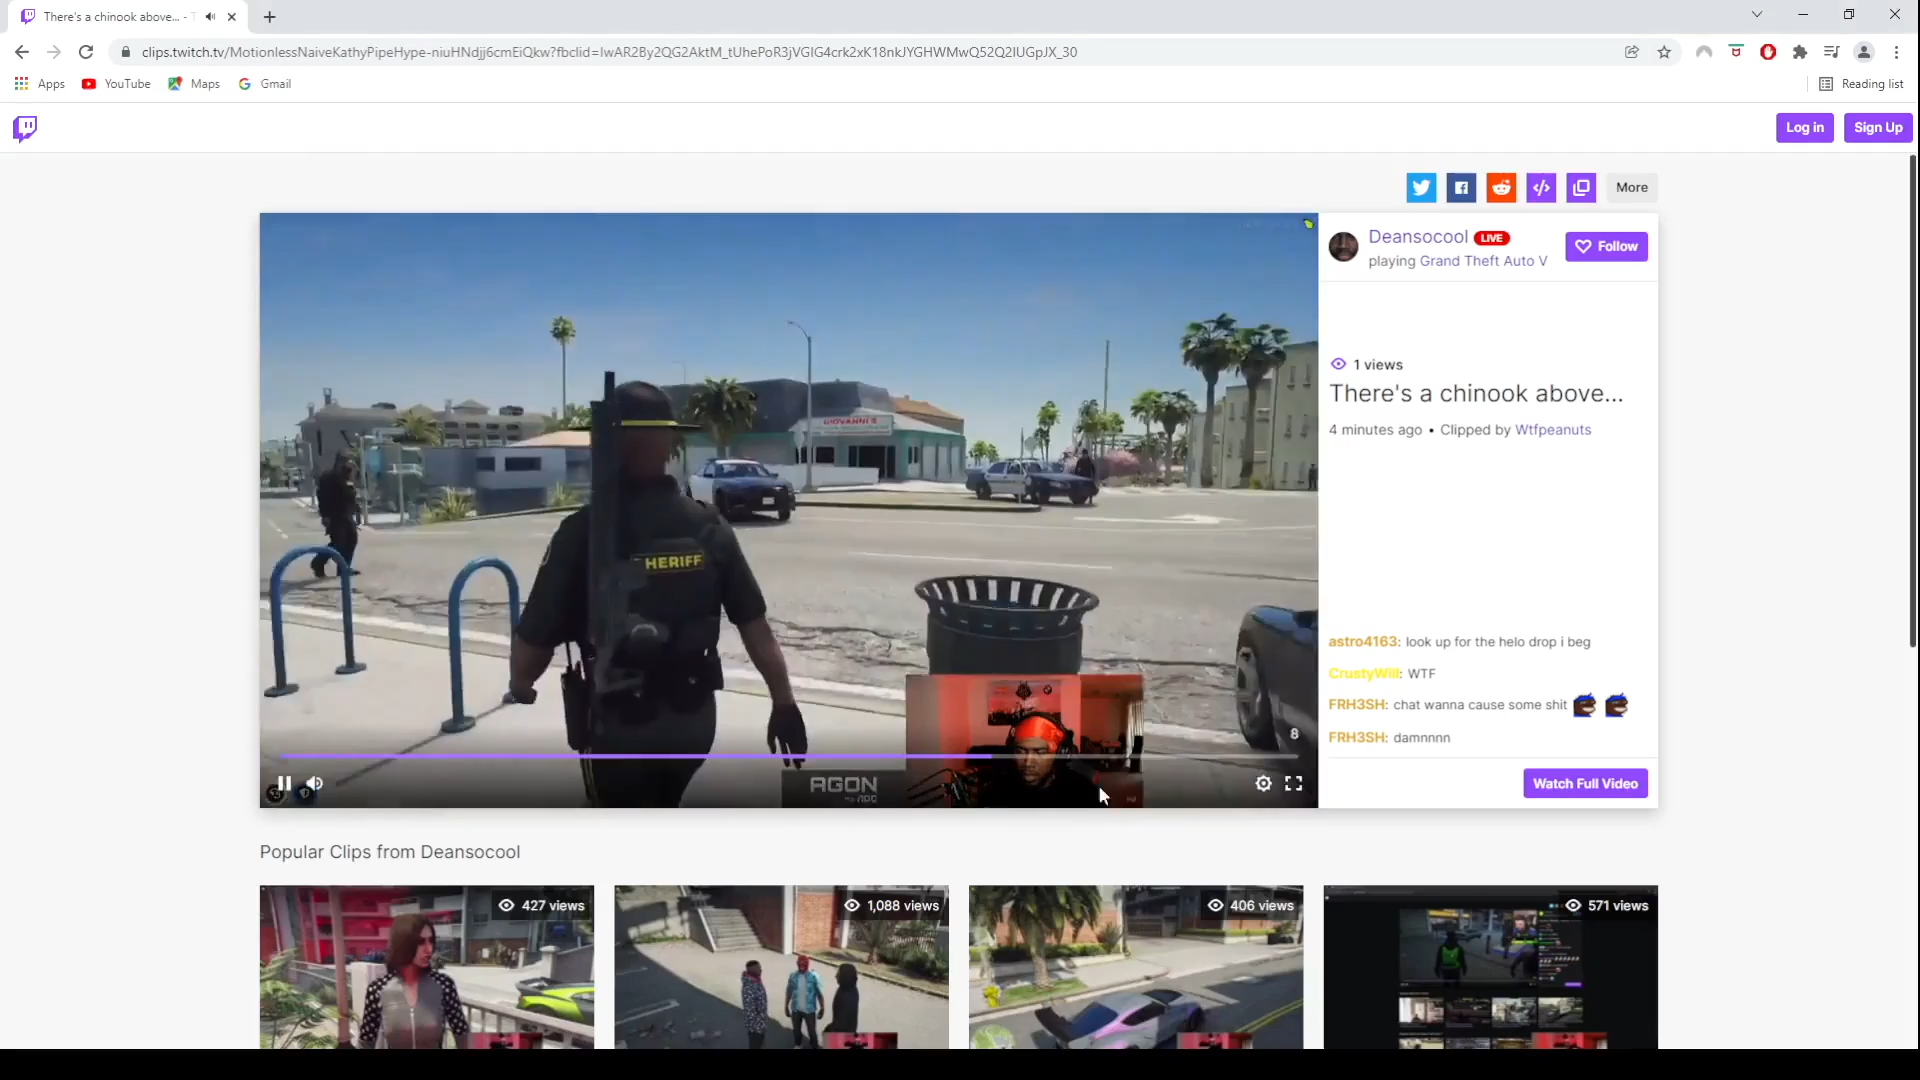 There's a chinook above... -
clips.twitch.tv/MotionlessNaiveKathyPipeHype-niuHNdjj6cmEiQkw?fbclid=IwAR2By2QG2AktM_tUhePoR3jVGIG4crk2xK18nkJYGHWMwQ52Q2IUGpJX_30
Apps YouTube Maps Gmail Reading list
Log in Sign Up
More
Deansocool LIVE
playing Grand Theft Auto V
Follow
1 views
There's a chinook above...
4 minutes ago • Clipped by Wtfpeanuts
GIOVANNI'S
HERIFF
astro4163: look up for the helo drop i beg
CrustyWill: WTF
FRH3SH: chat wanna cause some shit
FRH3SH: damnnnn
8
AGON
Watch Full Video
Popular Clips from Deansocool
427 views
1,088 views
406 views
571 views